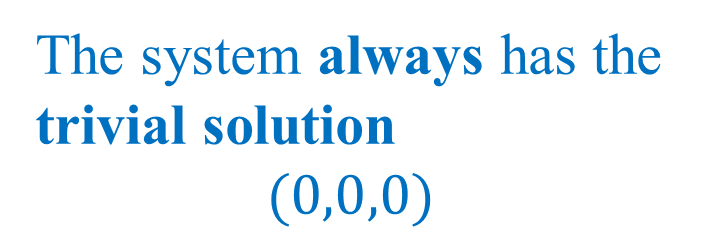 The system always has the
trivial solution
(0,0,0)